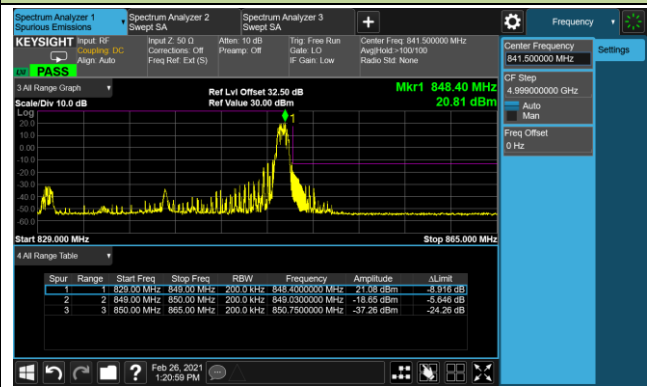 Spectrum Analyzer 1
Spurious Emissions
Spectrum Analyzer 2
Swept SA
Spectrum Analyzer 3
Swept SA
+
Frequency
KEYSIGHT
Input: RF
Coupling: DC
Align: Auto
Input Z: 50 Ω
Corrections: Off
Freq Ref: Ext (S)
Atten: 10 dB
Preamp: Off
Trig: Free Run
Gate: LO
IF Gain: Low
Center Freq: 841.500000 MHz
Avg|Hold:>100/100
Radio Std: None
PASS
Center Frequency
841.500000 MHz
Settings
CF Step
4.999000000 GHz
Auto
Man
Freq Offset
0 Hz
3 All Range Graph
Scale/Div 10.0 dB
Ref Lvl Offset 32.50 dB
Ref Value 30.00 dBm
Mkr1 848.40 MHz
20.81 dBm
Log
20.0
10.0
0.00
-10.0
-20.0
-30.0
-40.0
-50.0
-60.0
1
Start 829.000 MHz
Stop 865.000 MHz
4 All Range Table
Spur Range Start Freq Stop Freq RBW Frequency Amplitude ΔLimit
1 1 829.00 MHz 849.00 MHz 200.0 kHz 848.4000000 MHz 21.08 dBm -8.916 dB
2 2 849.00 MHz 850.00 MHz 200.0 kHz 849.0300000 MHz -18.65 dBm -5.646 dB
3 3 850.00 MHz 865.00 MHz 200.0 kHz 850.7500000 MHz -37.26 dBm -24.26 dB
?
Feb 26, 2021
1:20:59 PM